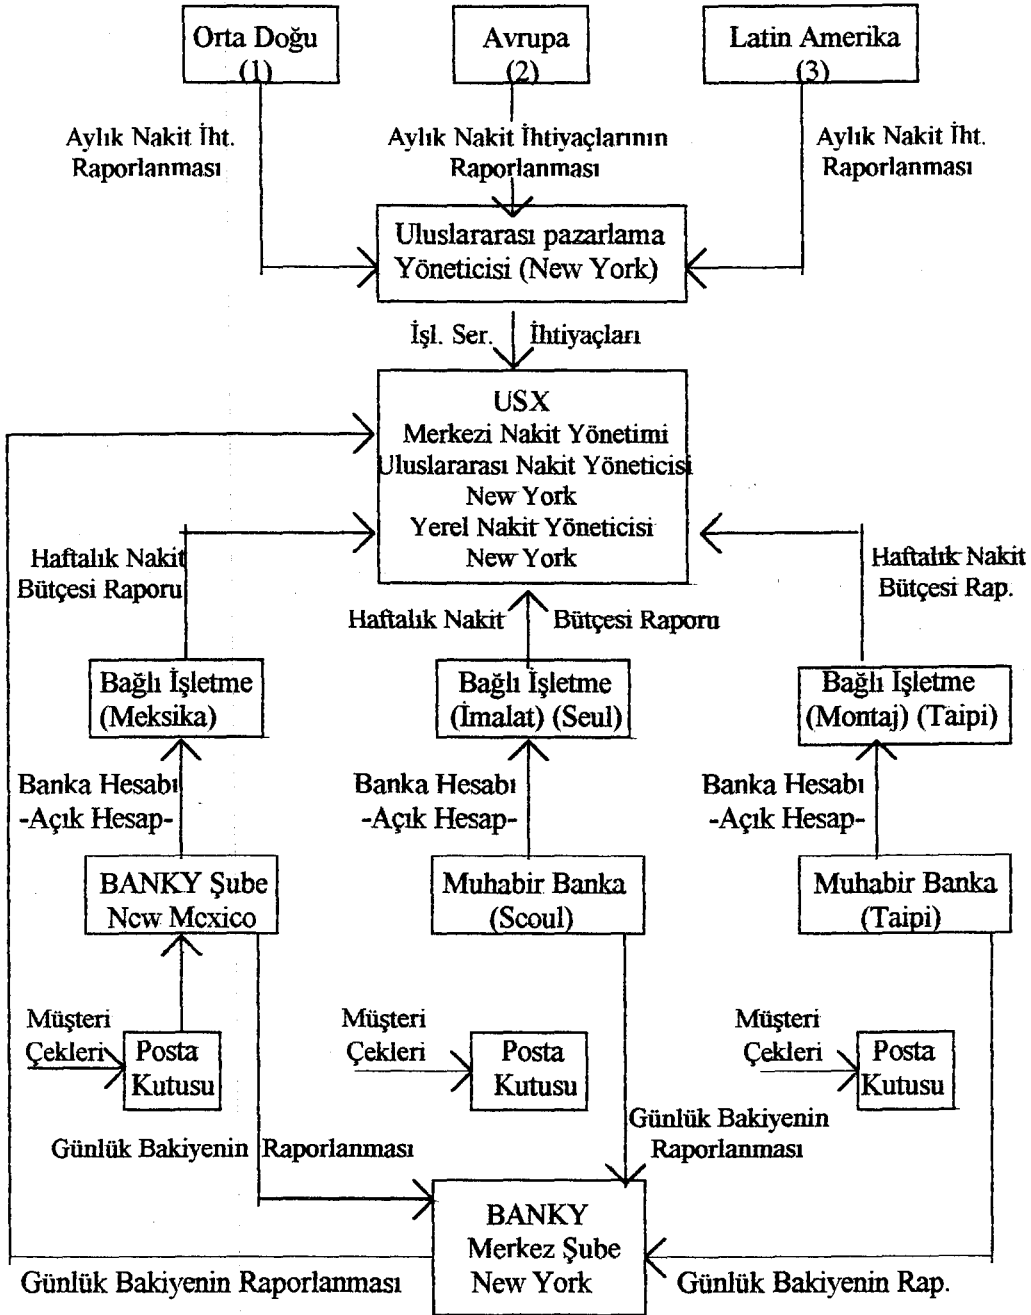 Orta Doğu
(1)
Avrupa
(2)
Latin Amerika
(3)
Aylık Nakit İht.
Raporlanması
Aylık Nakit İhtiyaçlarının
Raporlanması
Aylık Nakit İht.
Raporlanması
Uluslararası pazarlama
Yöneticisi (New York)
İşl. Ser. İhtiyaçları
USX
Merkezi Nakit Yönetimi
Uluslararası Nakit Yöneticisi
New York
Yerel Nakit Yöneticisi
New York
Haftalık Nakit
Bütçesi Raporu
Haftalık Nakit Bütçesi Raporu
Haftalık Nakit
Bütçesi Rap.
Bağlı İşletme
(Meksika)
Bağlı İşletme
(İmalat) (Seul)
Bağlı İşletme
(Montaj) (Taipi)
Banka Hesabı
-Açık Hesap-
Banka Hesabı
-Açık Hesap-
Banka Hesabı
-Açık Hesap-
BANKY Şube
New Mexico
Muhabir Banka
(Scoul)
Muhabir Banka
(Taipi)
Müşteri
Çekleri
Posta
Kutusu
Müşteri
Çekleri
Posta
Kutusu
Müşteri
Çekleri
Posta
Kutusu
Günlük Bakiyenin Raporlanması
Günlük Bakiyenin
Raporlanması
BANKY
Merkez Şube
New York
Günlük Bakiyenin Raporlanması
Günlük Bakiyenin Rap.